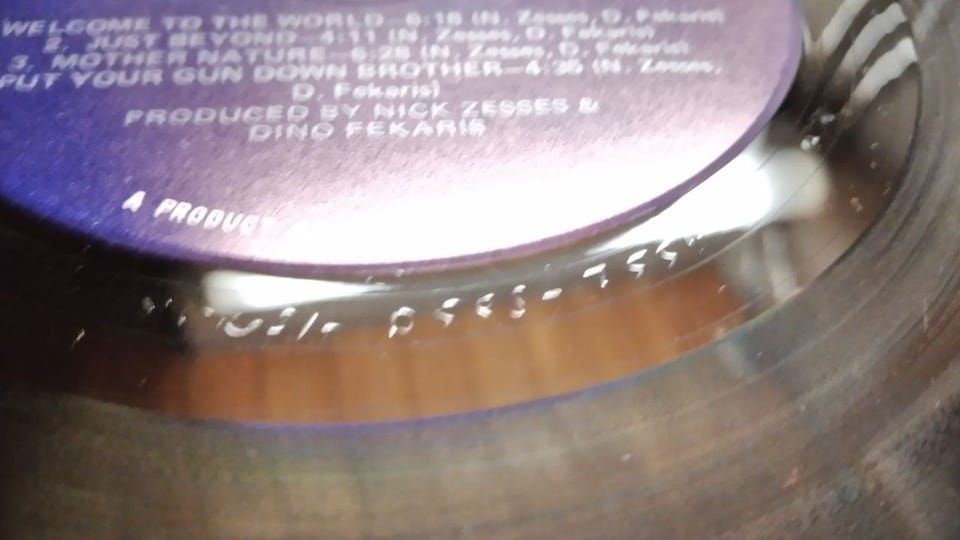 WELCOME TO THE WORLD—6:18 (N. Zesses, D. Fekaris)
2. JUST BEYOND—4:11 (N. Zesses, D. Fekaris)
3. MOTHER NATURE—6:28 (N. Zesses, D. Fekaris)
PUT YOUR GUN DOWN BROTHER—4:35 (N. Zesses,
D. Fekaris)
PRODUCED BY NICK ZESSES &
DINO FEKARIS
A PRODUCT